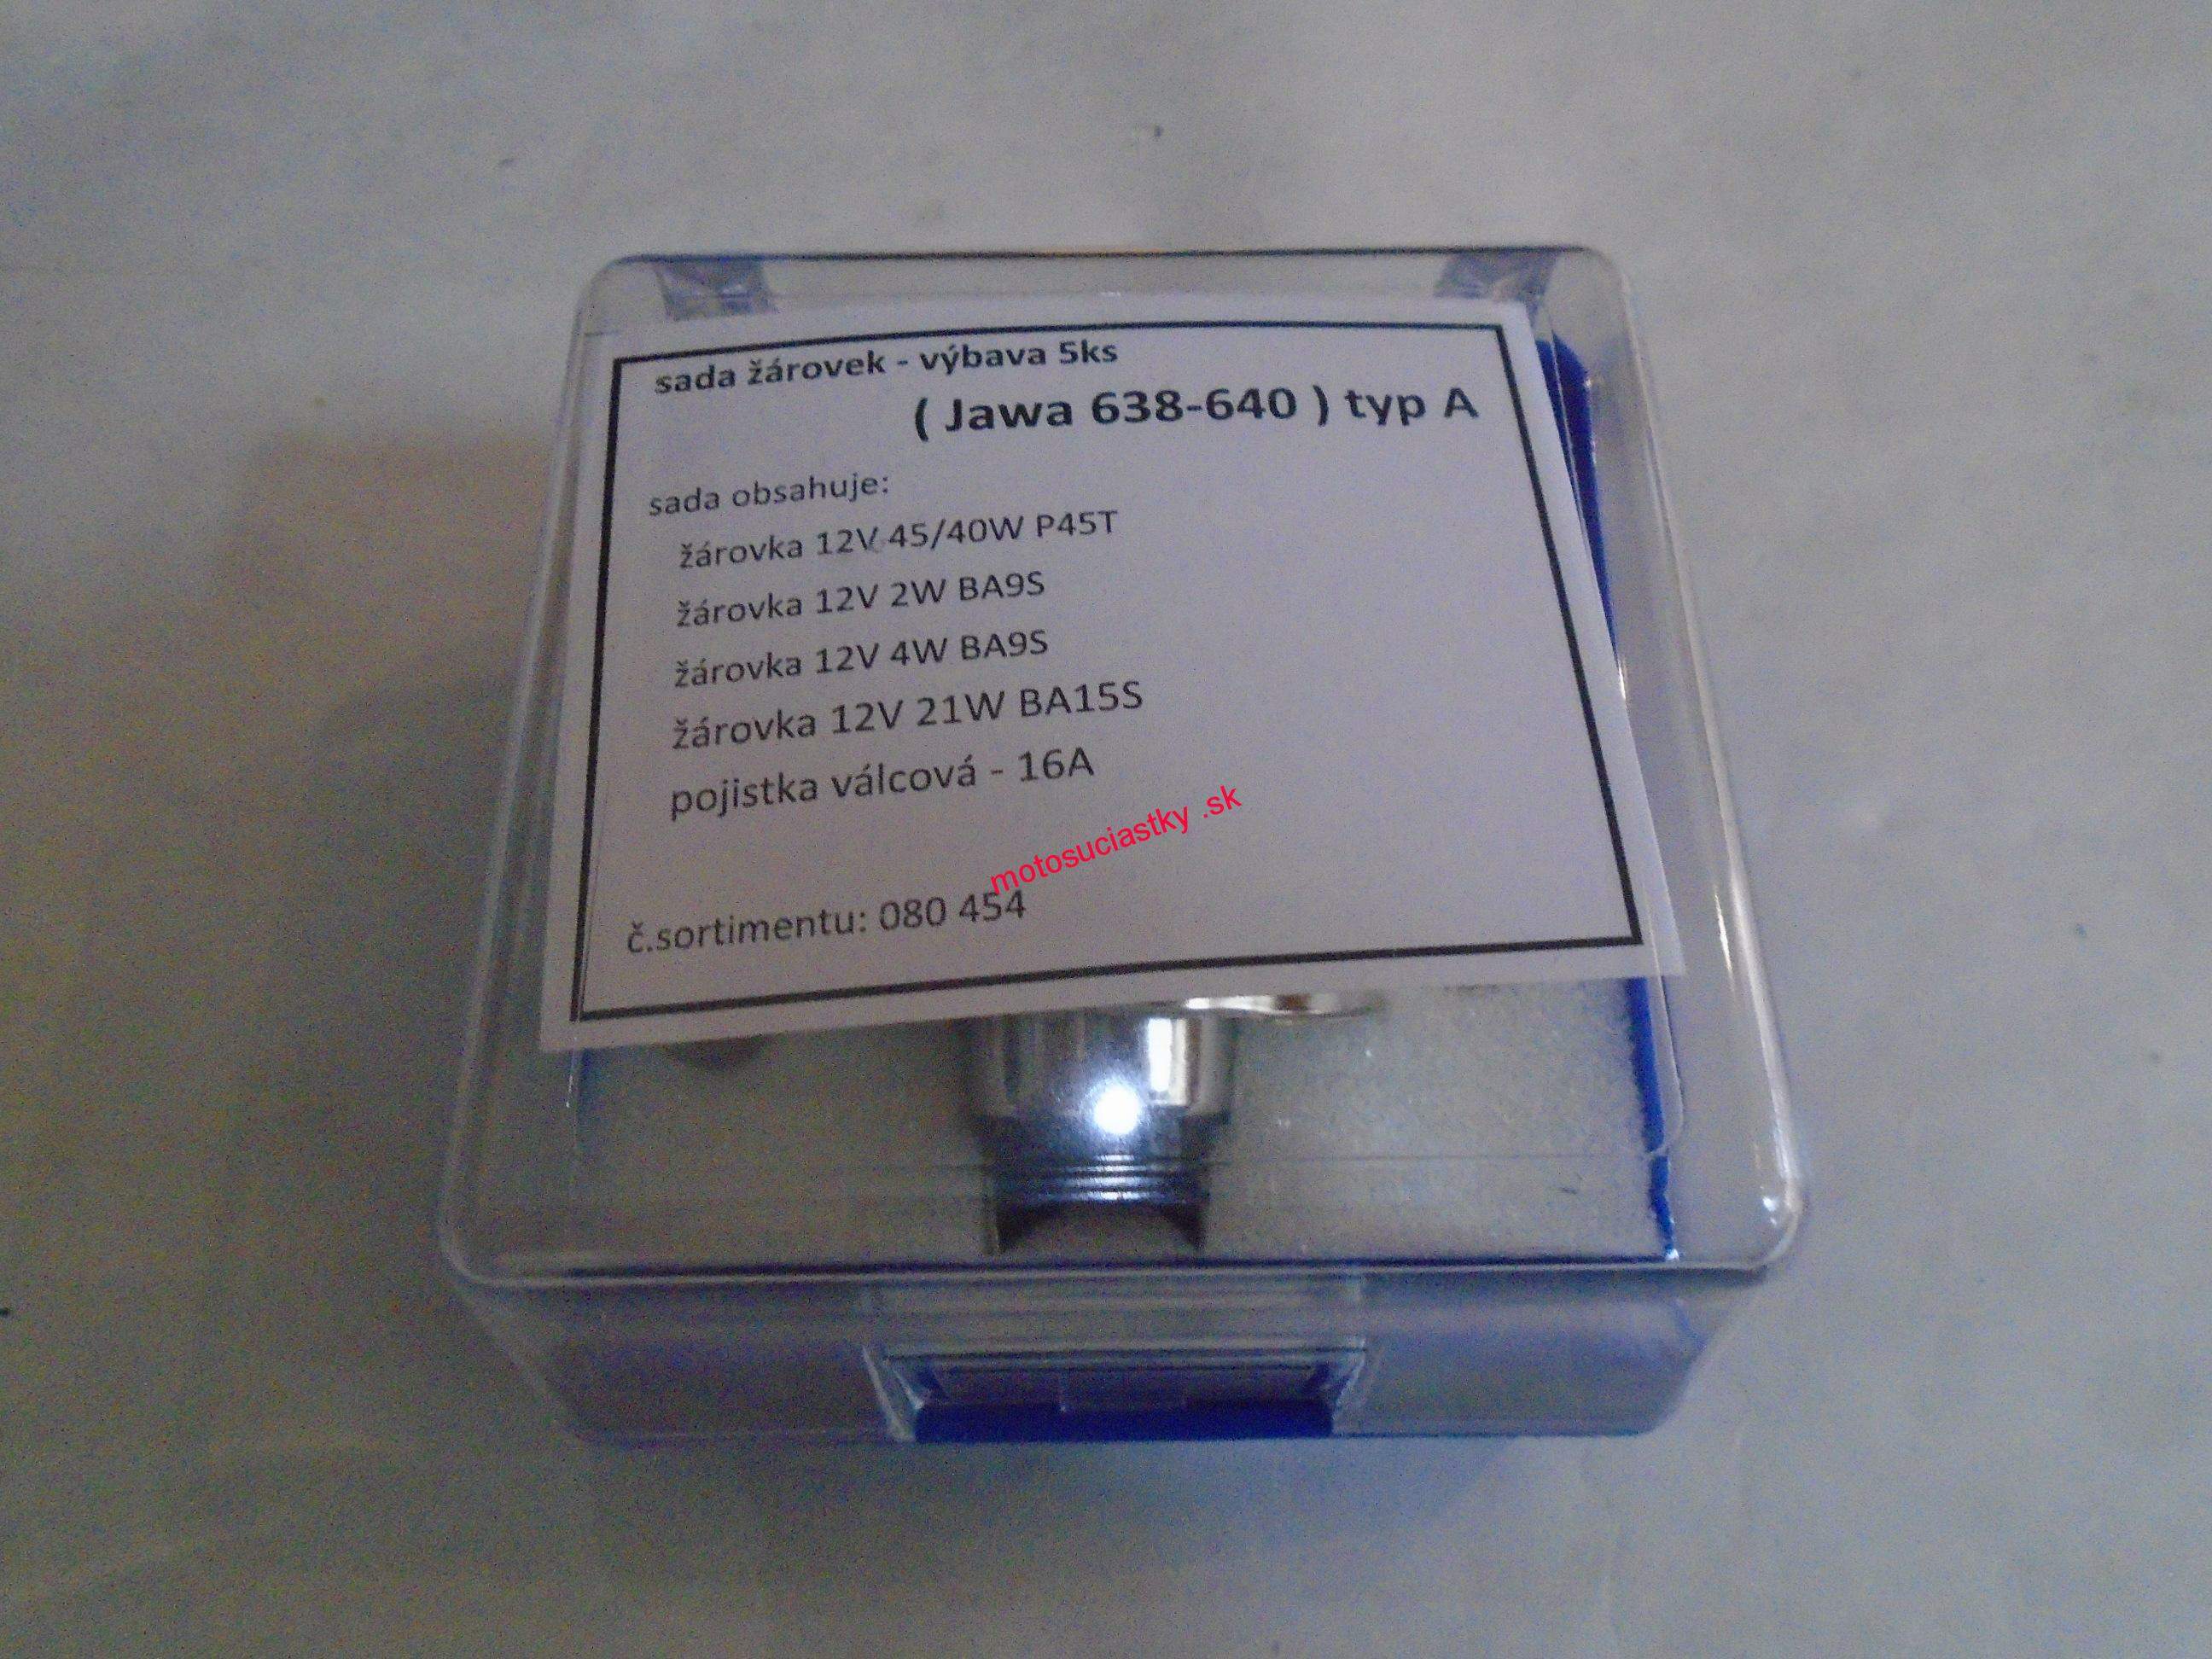 sada žárovek - výbava 5ks
( Jawa 638-640 ) typ A
sada obsahuje:
žárovka 12V 45/40W P45T
žárovka 12V 2W BA9S
žárovka 12V 4W BA9S
žárovka 12V 21W BA15S
pojistka válcová - 16A
motosuciastky .sk
č.sortimentu: 080 454